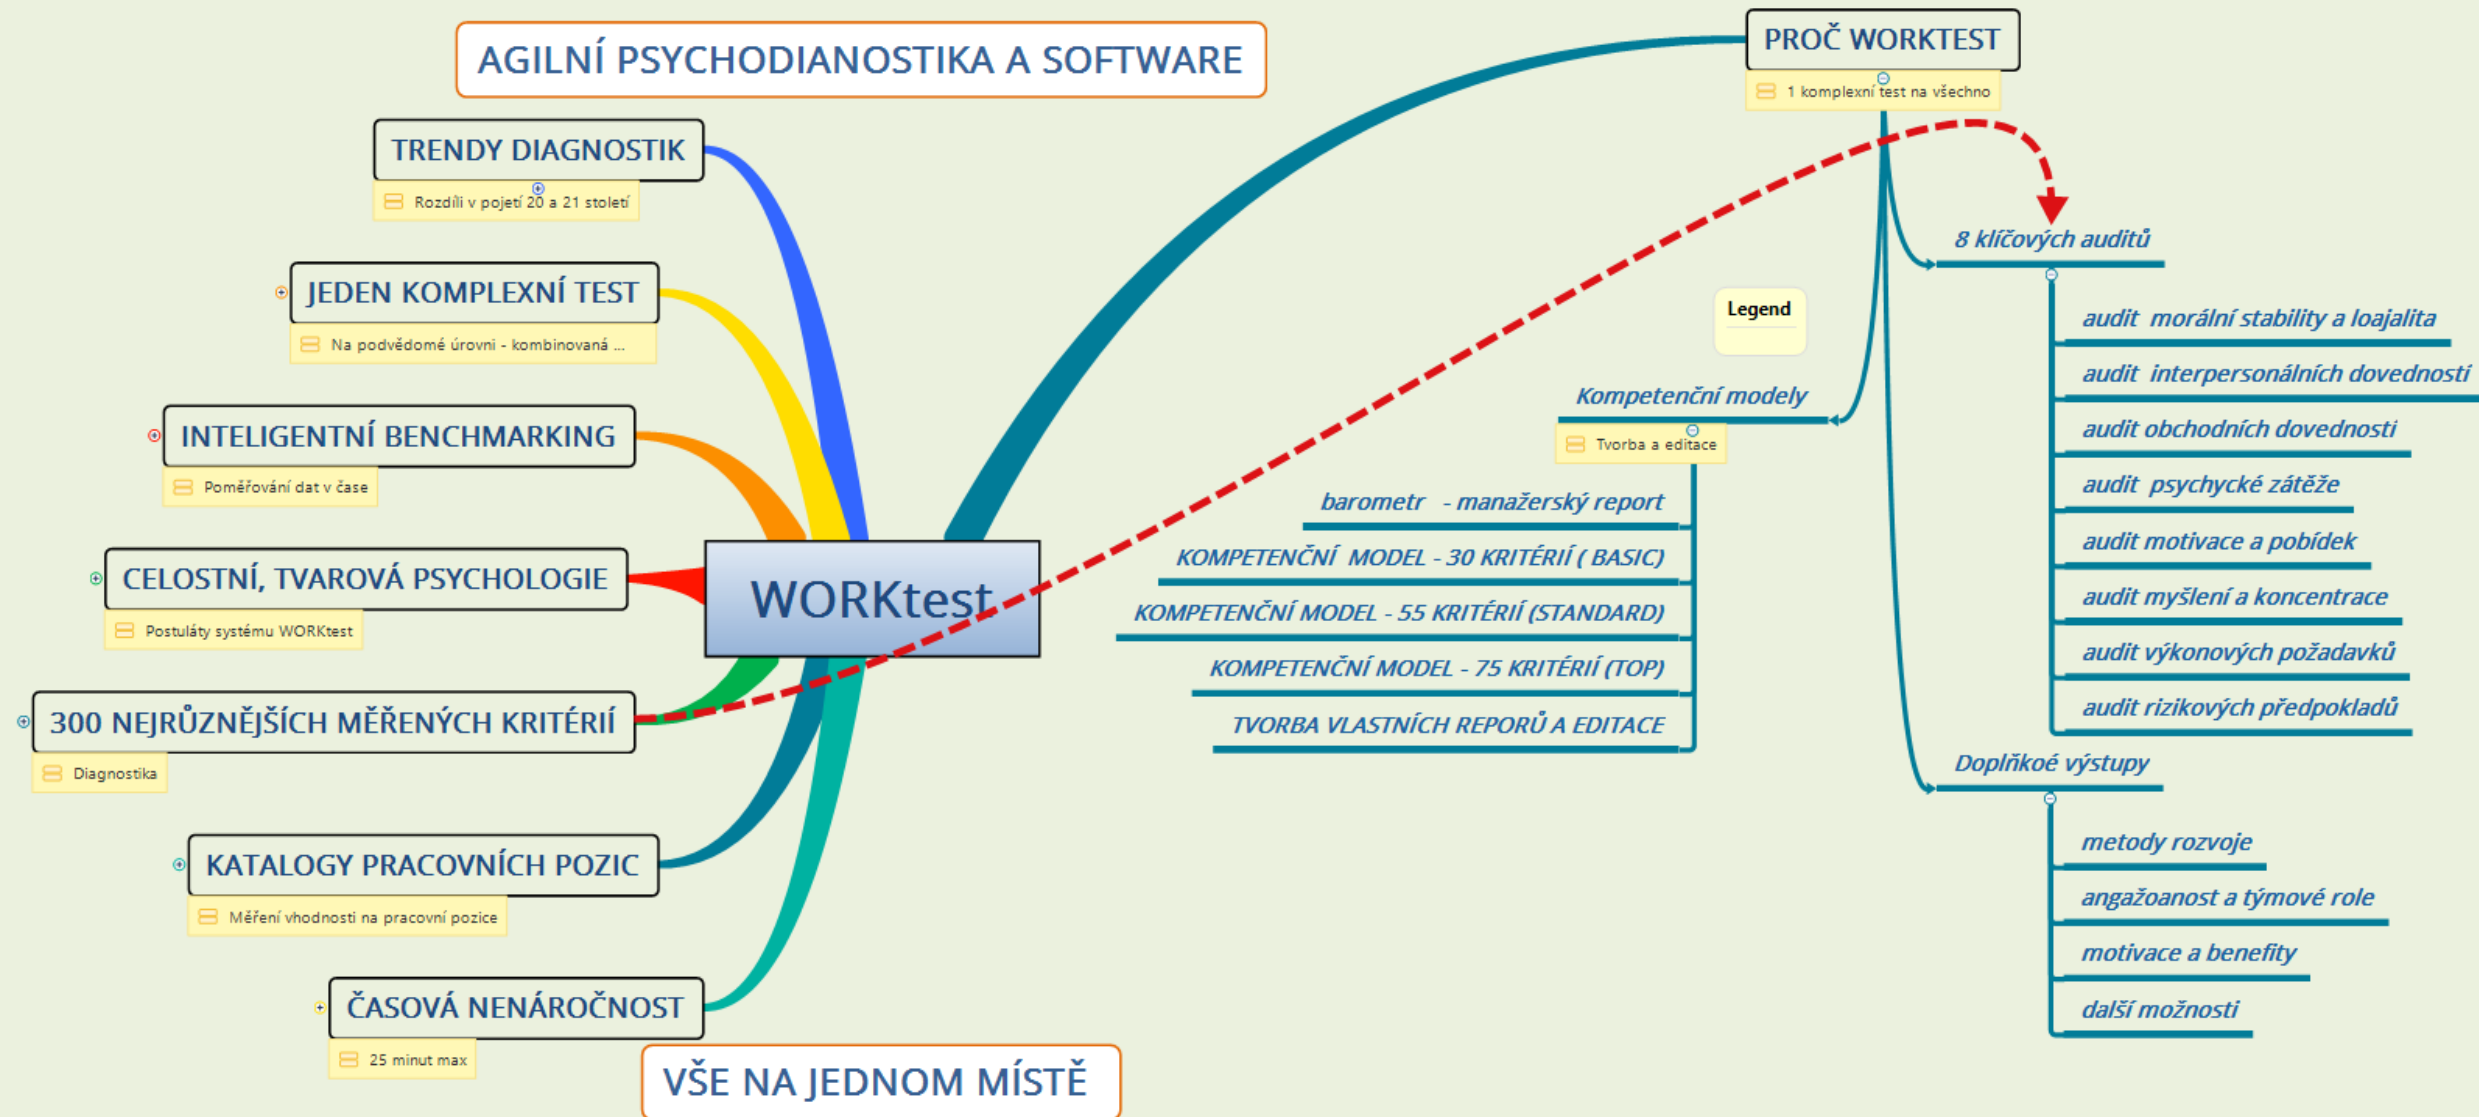 AGILNÍ PSYCHODIANOSTIKA A SOFTWARE
TRENDY DIAGNOSTIK
Rozdíli v pojetí 20 a 21 století
JEDEN KOMPLEXNÍ TEST
Na podvědomé úrovni - kombinovaná ...
INTELIGENTNÍ BENCHMARKING
Poměřování dat v čase
CELOSTNÍ, TVAROVÁ PSYCHOLOGIE
Postuláty systému WORKtest
300 NEJRŮZNĚJŠÍCH MĚŘENÝCH KRITÉRIÍ
Diagnostika
KATALOGY PRACOVNÍCH POZIC
Měření vhodnosti na pracovní pozice
ČASOVÁ NENÁROČNOST
25 minut max
WORKtest
VŠE NA JEDNOM MÍSTĚ
PROČ WORKTEST
1 komplexní test na všechno
Legend
Kompetenční modely
Tvorba a editace
barometr - manažerský report
KOMPETENČNÍ MODEL - 30 KRITÉRIÍ ( BASIC)
KOMPETENČNÍ MODEL - 55 KRITÉRIÍ (STANDARD)
KOMPETENČNÍ MODEL - 75 KRITÉRIÍ (TOP)
TVORBA VLASTNÍCH REPORŮ A EDITACE
8 klíčových auditů
audit morální stability a loajalita
audit interpersonálních dovedností
audit obchodních dovedností
audit psychycké zátěže
audit motivace a pobídek
audit myšlení a koncentrace
audit výkonových požadavků
audit rizikových předpokladů
Doplňkoé výstupy
metody rozvoje
angažoanost a týmové role
motivace a benefity
další možnosti